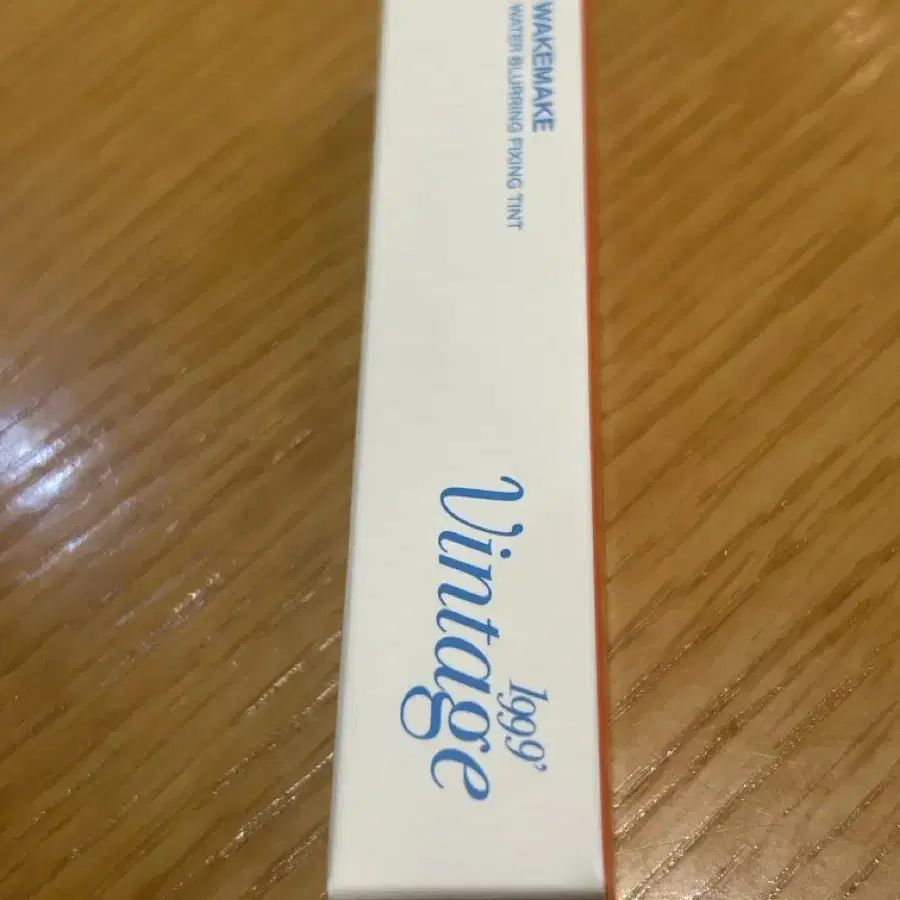 WAKEMAKE
WATER BLURRING FIXING TINT
1999'
Vintage